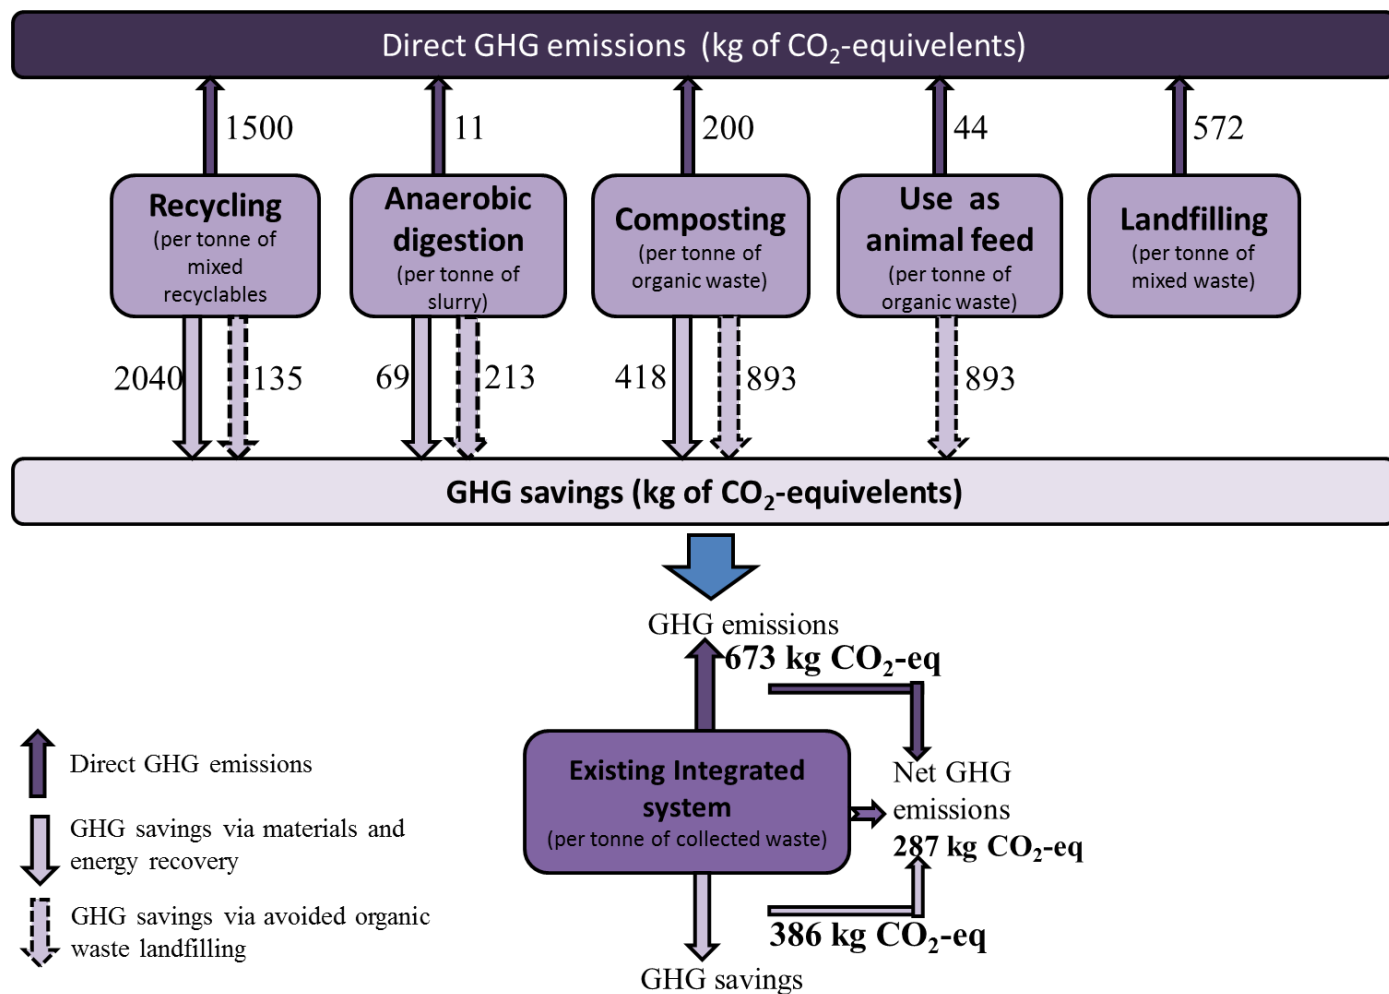 Direct GHG emissions (kg of CO₂-equivelents)
1500
11
200
44
572
Recycling
(per tonne of
mixed
recyclables
Anaerobic
digestion
(per tonne of
slurry)
Composting
(per tonne of
organic waste)
Use as
animal feed
(per tonne of
organic waste)
Landfilling
(per tonne of
mixed waste)
2040
135
69
213
418
893
893
GHG savings (kg of CO₂-equivelents)
GHG emissions
673 kg CO₂-eq
Existing Integrated
system
(per tonne of collected waste)
Net GHG
emissions
287 kg CO₂-eq
386 kg CO₂-eq
GHG savings
Direct GHG emissions
GHG savings via materials and
energy recovery
GHG savings via avoided organic
waste landfilling